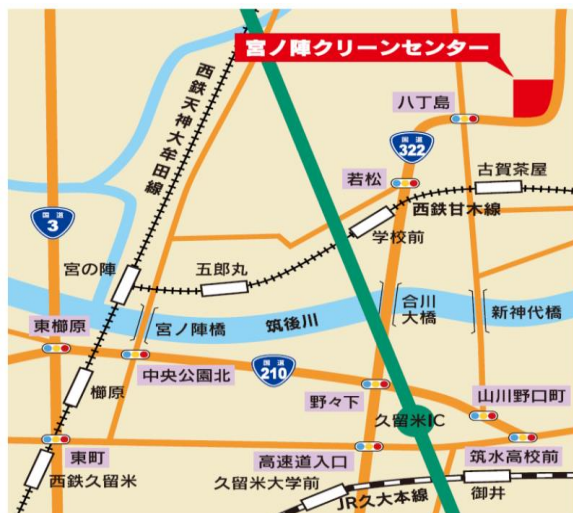 宮ノ陣クリーンセンター
八丁島
西鉄天神大牟田線
国道
322
古賀茶屋
若松
西鉄甘木線
国道
3
学校前
宮の陣
五郎丸
合川
大橋
新神代橋
筑後川
宮ノ陣橋
東櫛原
国道
210
中央公園北
櫛原
野々下
山川野口町
久留米IC
東町
西鉄久留米
高速道入口
久留米大学前
筑水高校前
御井
JR久大本線